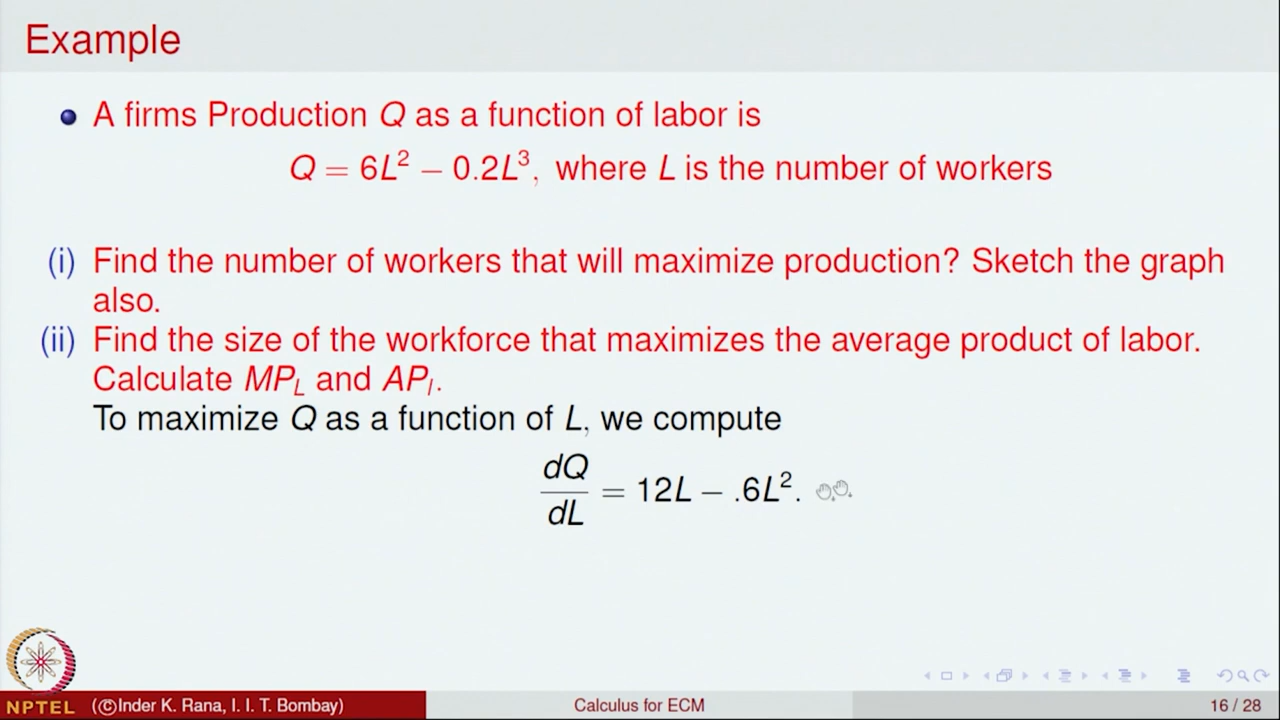 Example
A firms Production Q as a function of labor is
Q = 6L² − 0.2L³, where L is the number of workers
(i) Find the number of workers that will maximize production? Sketch the graph
also.
(ii) Find the size of the workforce that maximizes the average product of labor.
Calculate MP_L and AP_l.
To maximize Q as a function of L, we compute
dQ/dL = 12L − .6L².
NPTEL (©Inder K. Rana, I. I. T. Bombay) Calculus for ECM 16 / 28